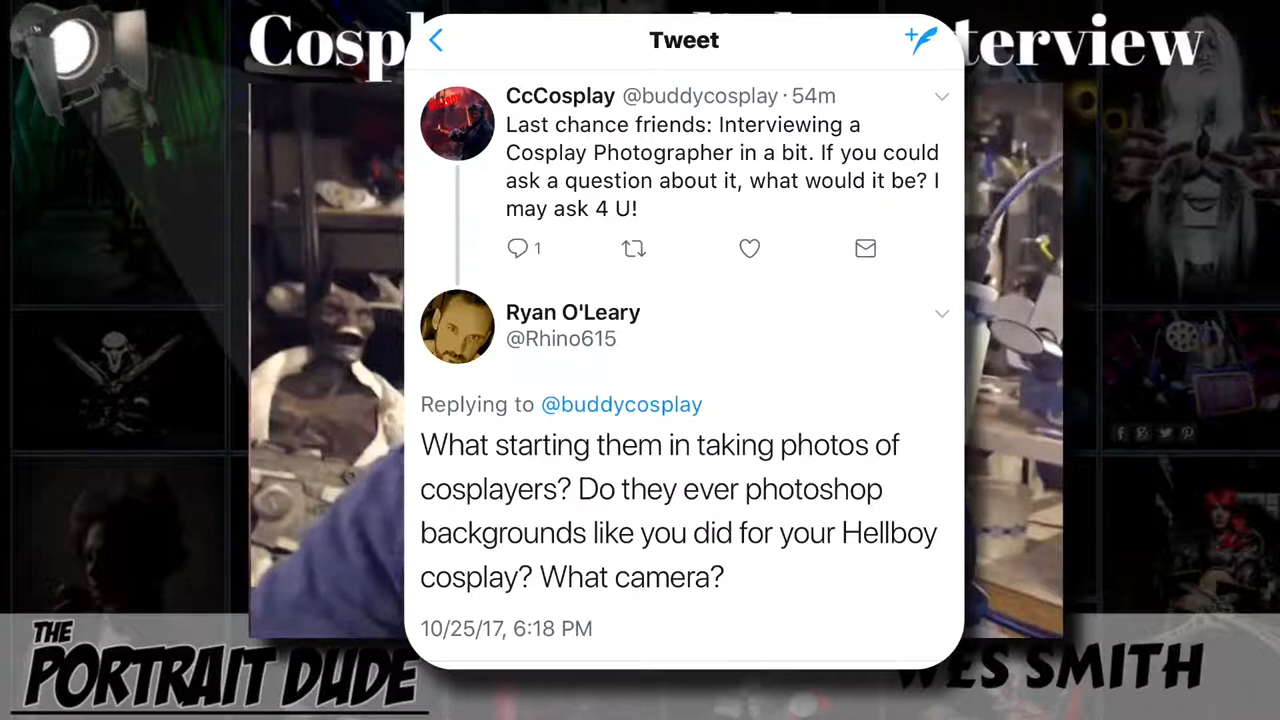 Cosp
terview
Tweet
CcCosplay @buddycosplay · 54m
Last chance friends: Interviewing a
Cosplay Photographer in a bit. If you could
ask a question about it, what would it be? I
may ask 4 U!
1
Ryan O'Leary
@Rhino615
Replying to @buddycosplay
What starting them in taking photos of
cosplayers? Do they ever photoshop
backgrounds like you did for your Hellboy
cosplay? What camera?
10/25/17, 6:18 PM
THE
PORTRAIT DUDE
WES SMITH